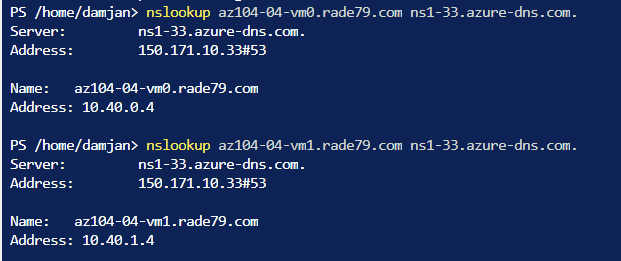 PS /home/damjan> nslookup az104-04-vm0.rade79.com ns1-33.azure-dns.com.
Server:         ns1-33.azure-dns.com.
Address:        150.171.10.33#53

Name:   az104-04-vm0.rade79.com
Address: 10.40.0.4

PS /home/damjan> nslookup az104-04-vm1.rade79.com ns1-33.azure-dns.com.
Server:         ns1-33.azure-dns.com.
Address:        150.171.10.33#53

Name:   az104-04-vm1.rade79.com
Address: 10.40.1.4